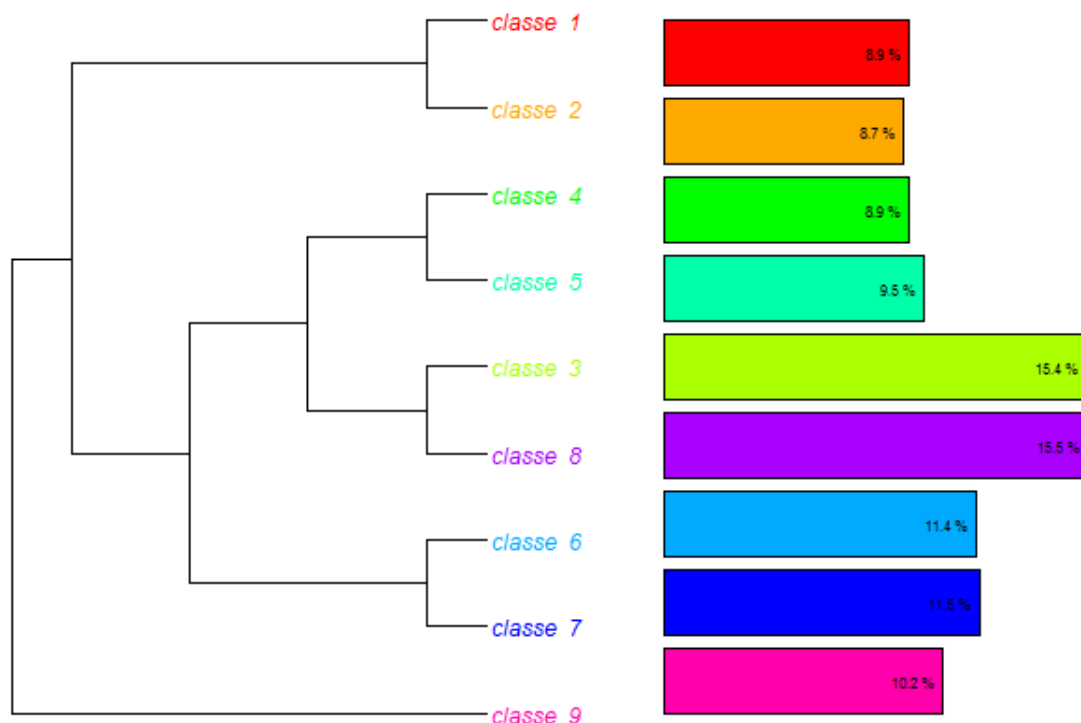 classe 1
8.9 %
classe 2
8.7 %
classe 4
8.9 %
classe 5
9.5 %
classe 3
15.4 %
classe 8
15.5 %
classe 6
11.4 %
classe 7
11.5 %
classe 9
10.2 %